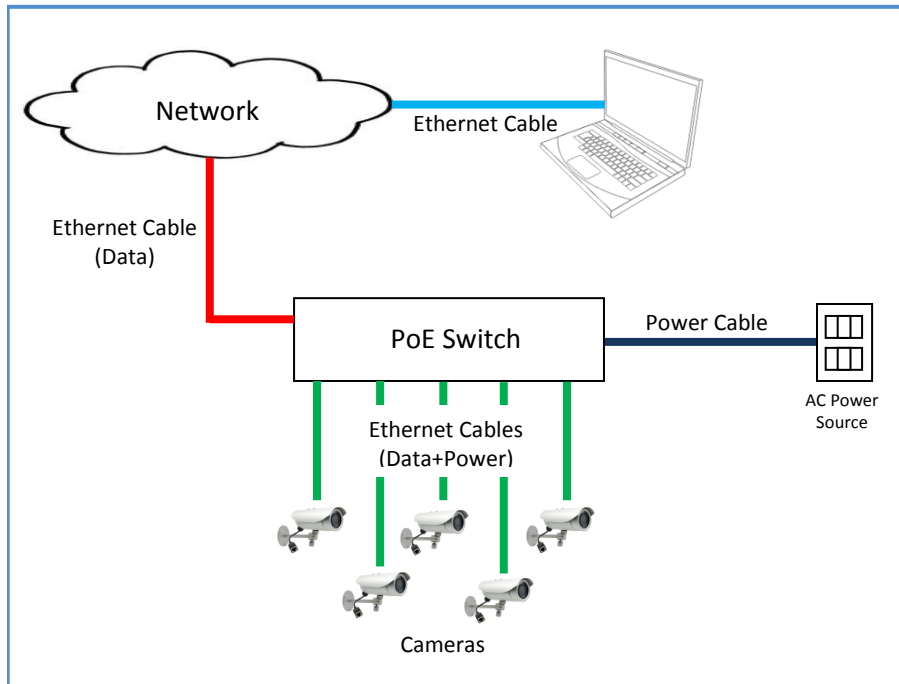 Network
Ethernet Cable
Ethernet Cable
(Data)
PoE Switch
Power Cable
AC Power
Source
Ethernet Cables
(Data+Power)
Cameras